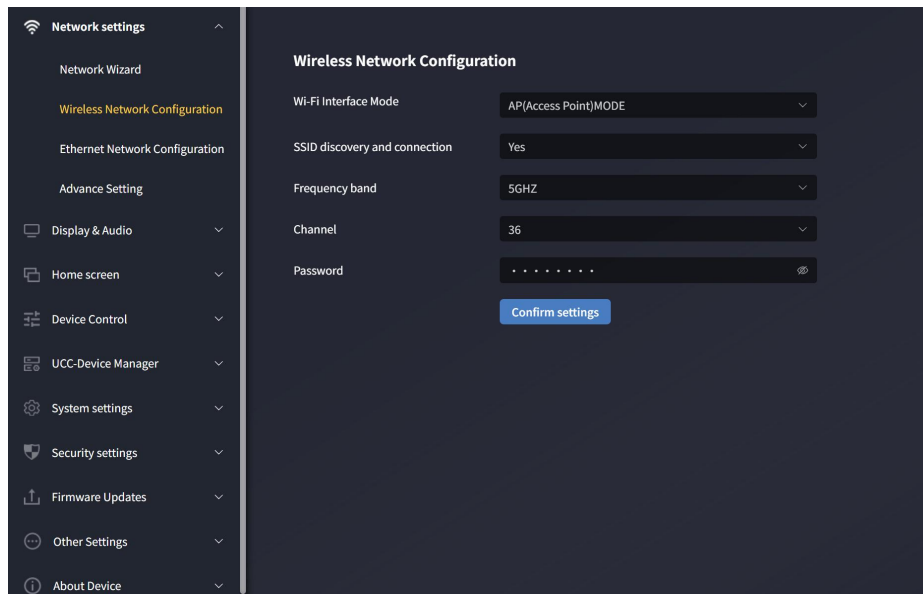 Network settings
Network Wizard
Wireless Network Configuration
Ethernet Network Configuration
Advance Setting
Display & Audio
Home screen
Device Control
UCC-Device Manager
System settings
Security settings
Firmware Updates
Other Settings
About Device
Wireless Network Configuration
Wi-Fi Interface Mode
AP(Access Point)MODE
SSID discovery and connection
Yes
Frequency band
5GHZ
Channel
36
Password
Confirm settings